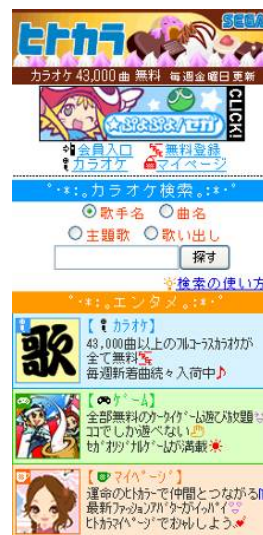 SEGA
ヒトカラ
カラオケ 43,000曲 無料 毎週金曜日更新
★ぷよぷよ!セガ
CLICK!
会員入口 無料登録
カラオケ マイページ
゜・*:。カラオケ検索。:*・゜
歌手名 曲名
主題歌 歌い出し
探す
検索の使い方
・*:。エンタメ。:*・
歌
【カラオケ】
43,000曲以上のフルコーラスカラオケが
全て無料
毎週新着曲続々入荷中♪
【ゲーム】
全部無料のケータイゲーム遊び放題
ココでしか遊べない
セガオリジナルゲームが満載
【マイページ】
運命のヒトカラーで仲間とつながる
最新ファッションアバターがイッパイ
ヒトカラマイページでおシャレしよう